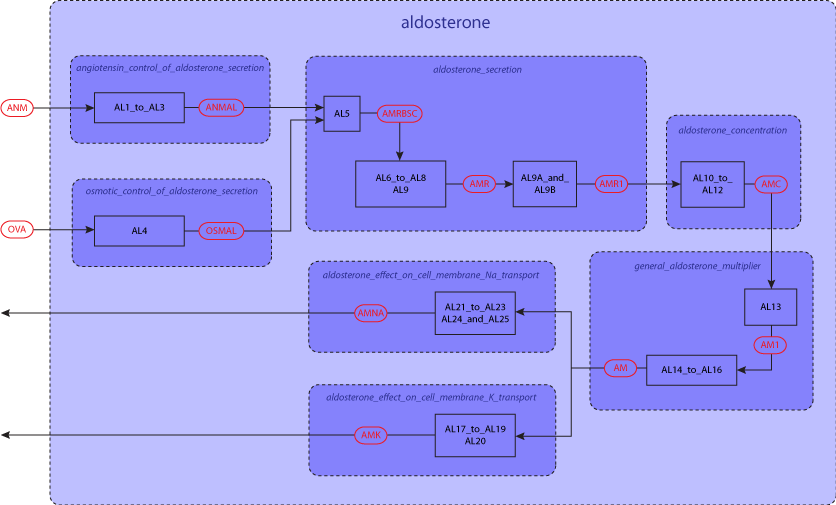 aldosterone
angiotensin_control_of_aldosterone_secretion
ANM
AL1_to_AL3
ANMAL
osmotic_control_of_aldosterone_secretion
OVA
AL4
OSMAL
aldosterone_secretion
AL5
AMRBSC
AL6_to_AL8
AL9
AMR
AL9A_and_
AL9B
AMR1
aldosterone_concentration
AL10_to_
AL12
AMC
general_aldosterone_multiplier
AL13
AM1
AL14_to_AL16
AM
aldosterone_effect_on_cell_membrane_Na_transport
AL21_to_AL23
AL24_and_AL25
AMNA
aldosterone_effect_on_cell_membrane_K_transport
AL17_to_AL19
AL20
AMK